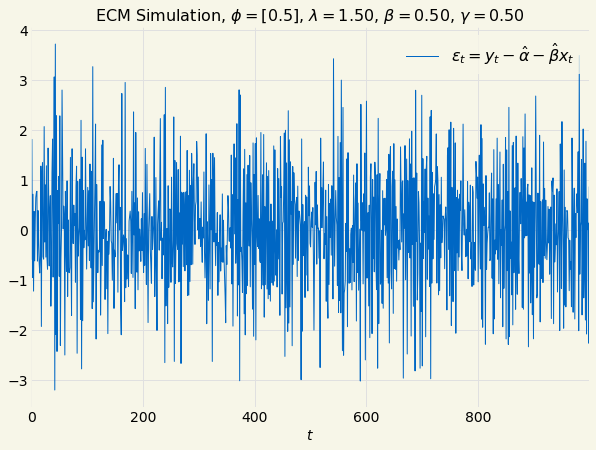 ECM Simulation, ϕ = [0.5], λ = 1.50, β = 0.50, γ = 0.50
εₜ = yₜ − α̂ − β̂xₜ
4
3
2
1
0
−1
−2
−3
0 200 400 600 800
t